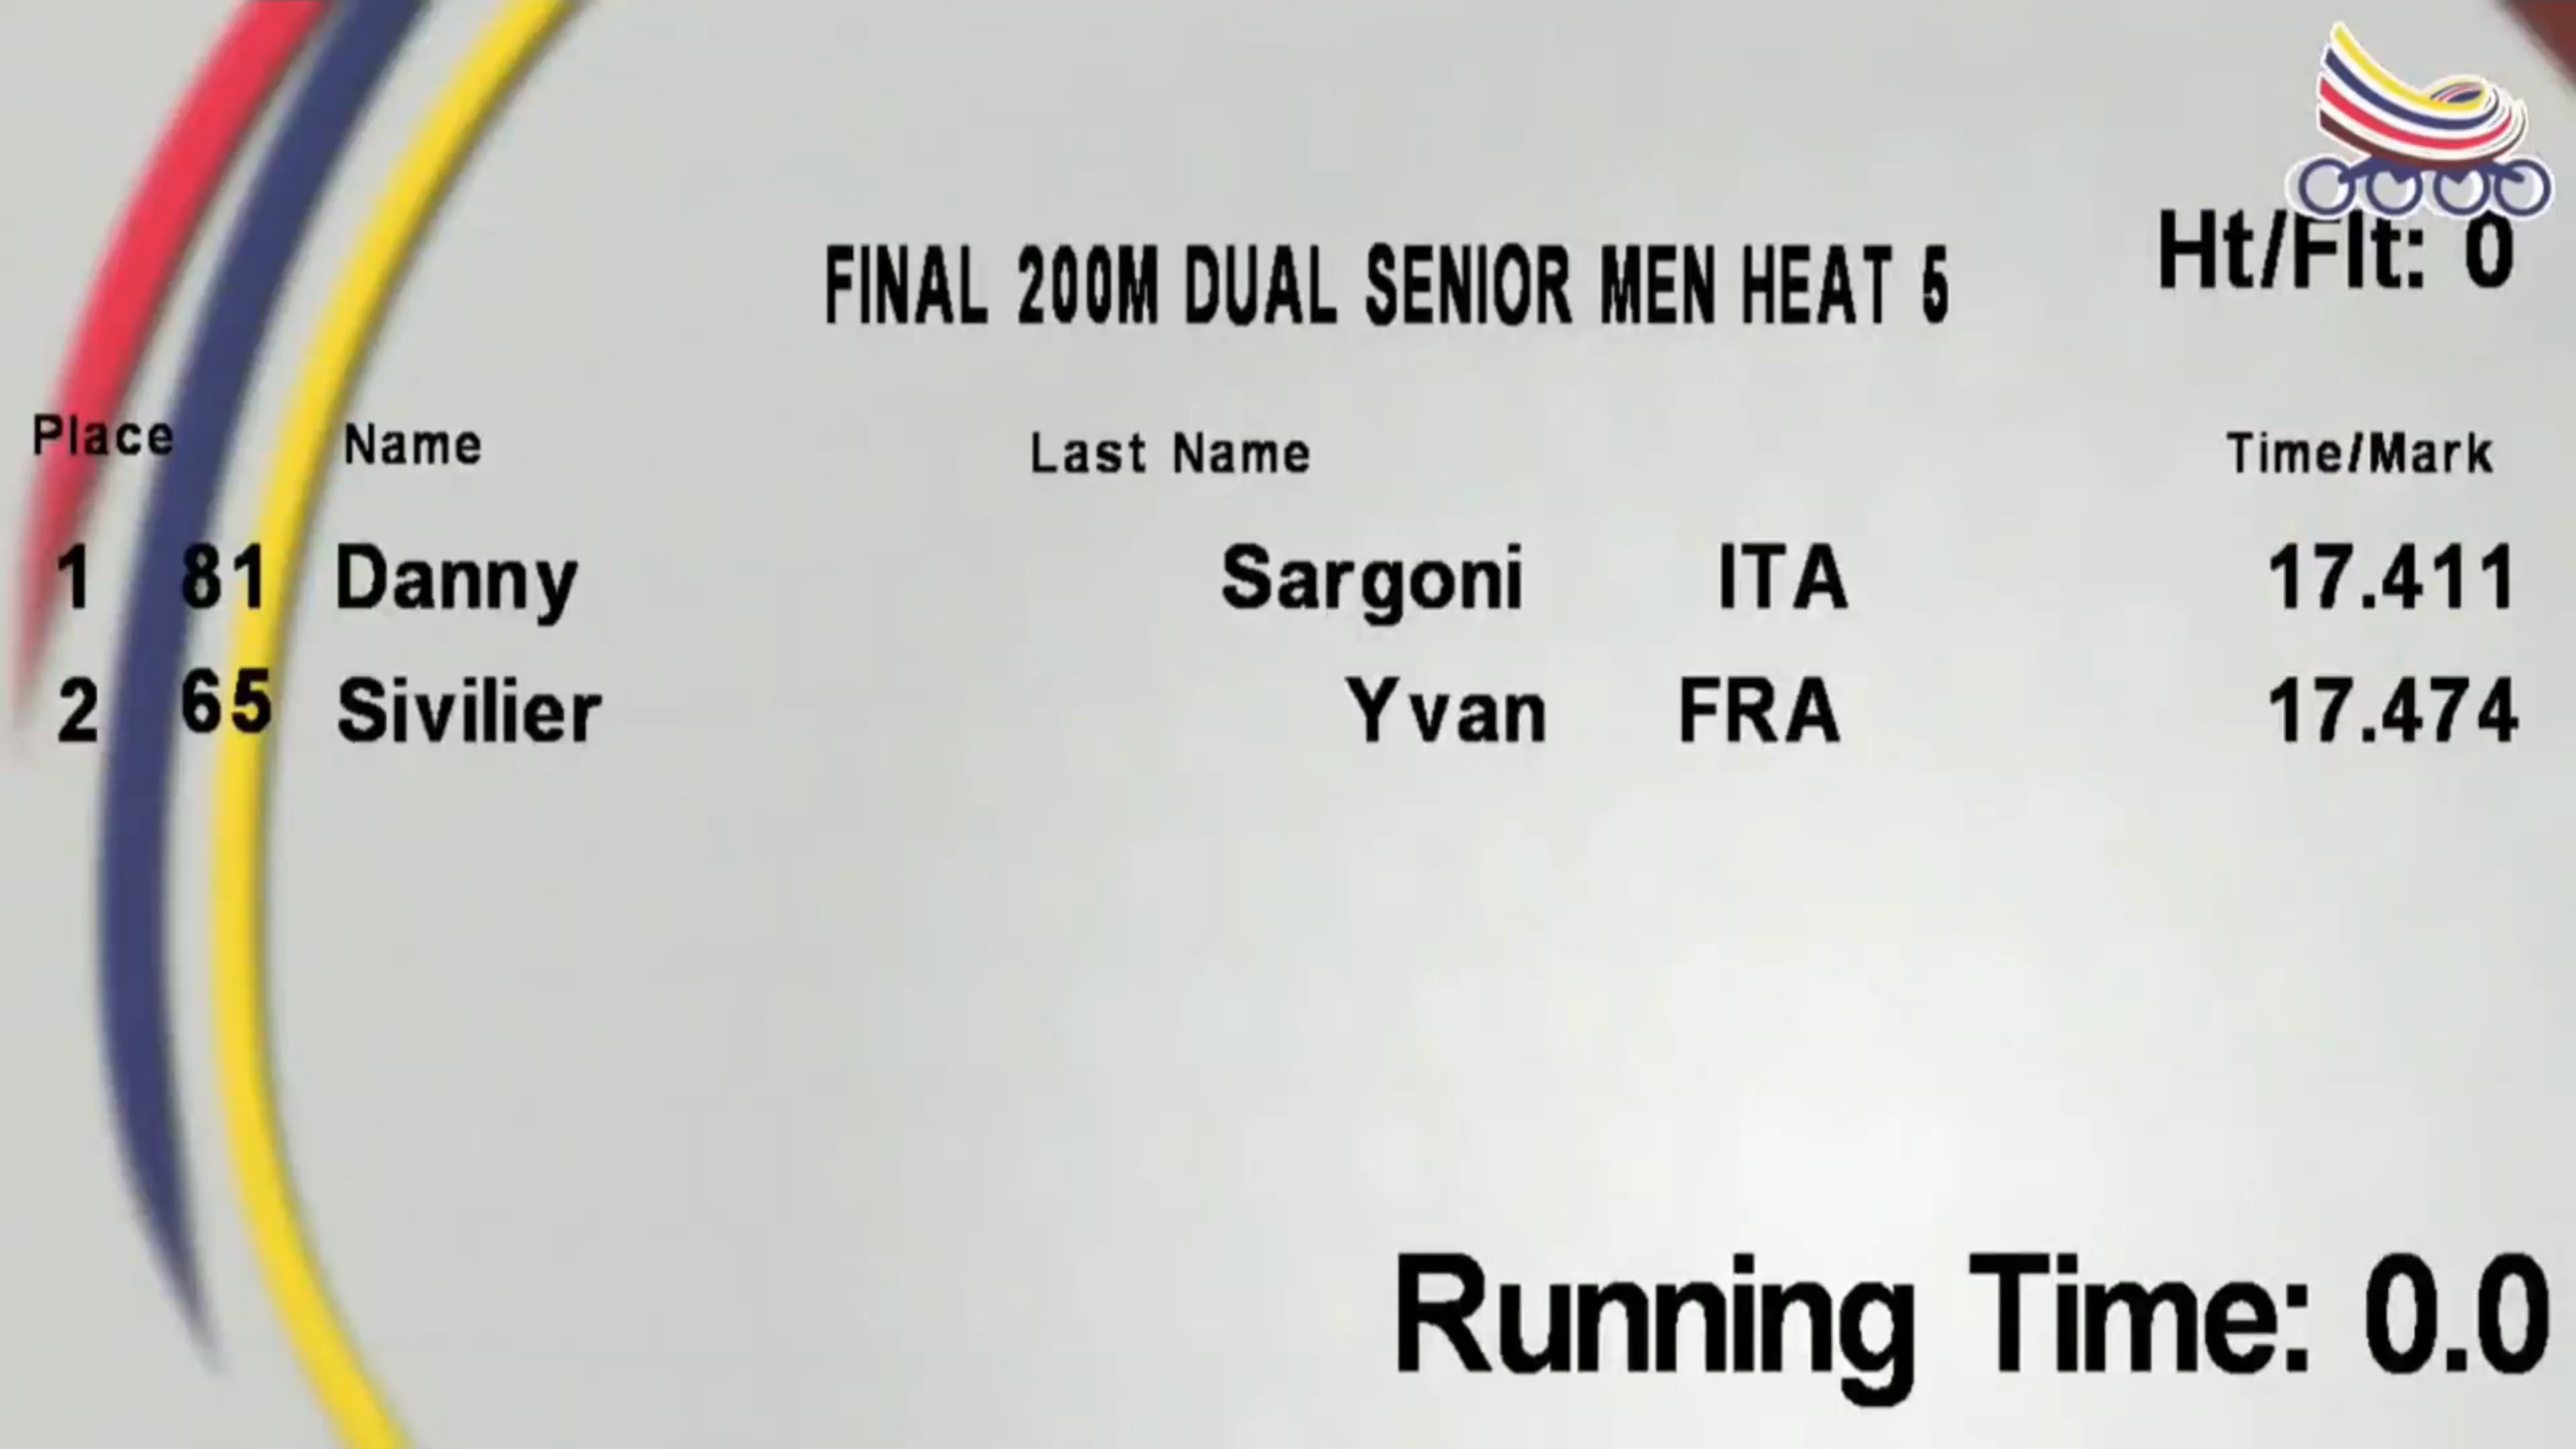 Ht/Flt: 0
FINAL 200M DUAL SENIOR MEN HEAT 5
Place Name Last Name Time/Mark
1 81 Danny Sargoni ITA 17.411
2 65 Sivilier Yvan FRA 17.474
Running Time: 0.0